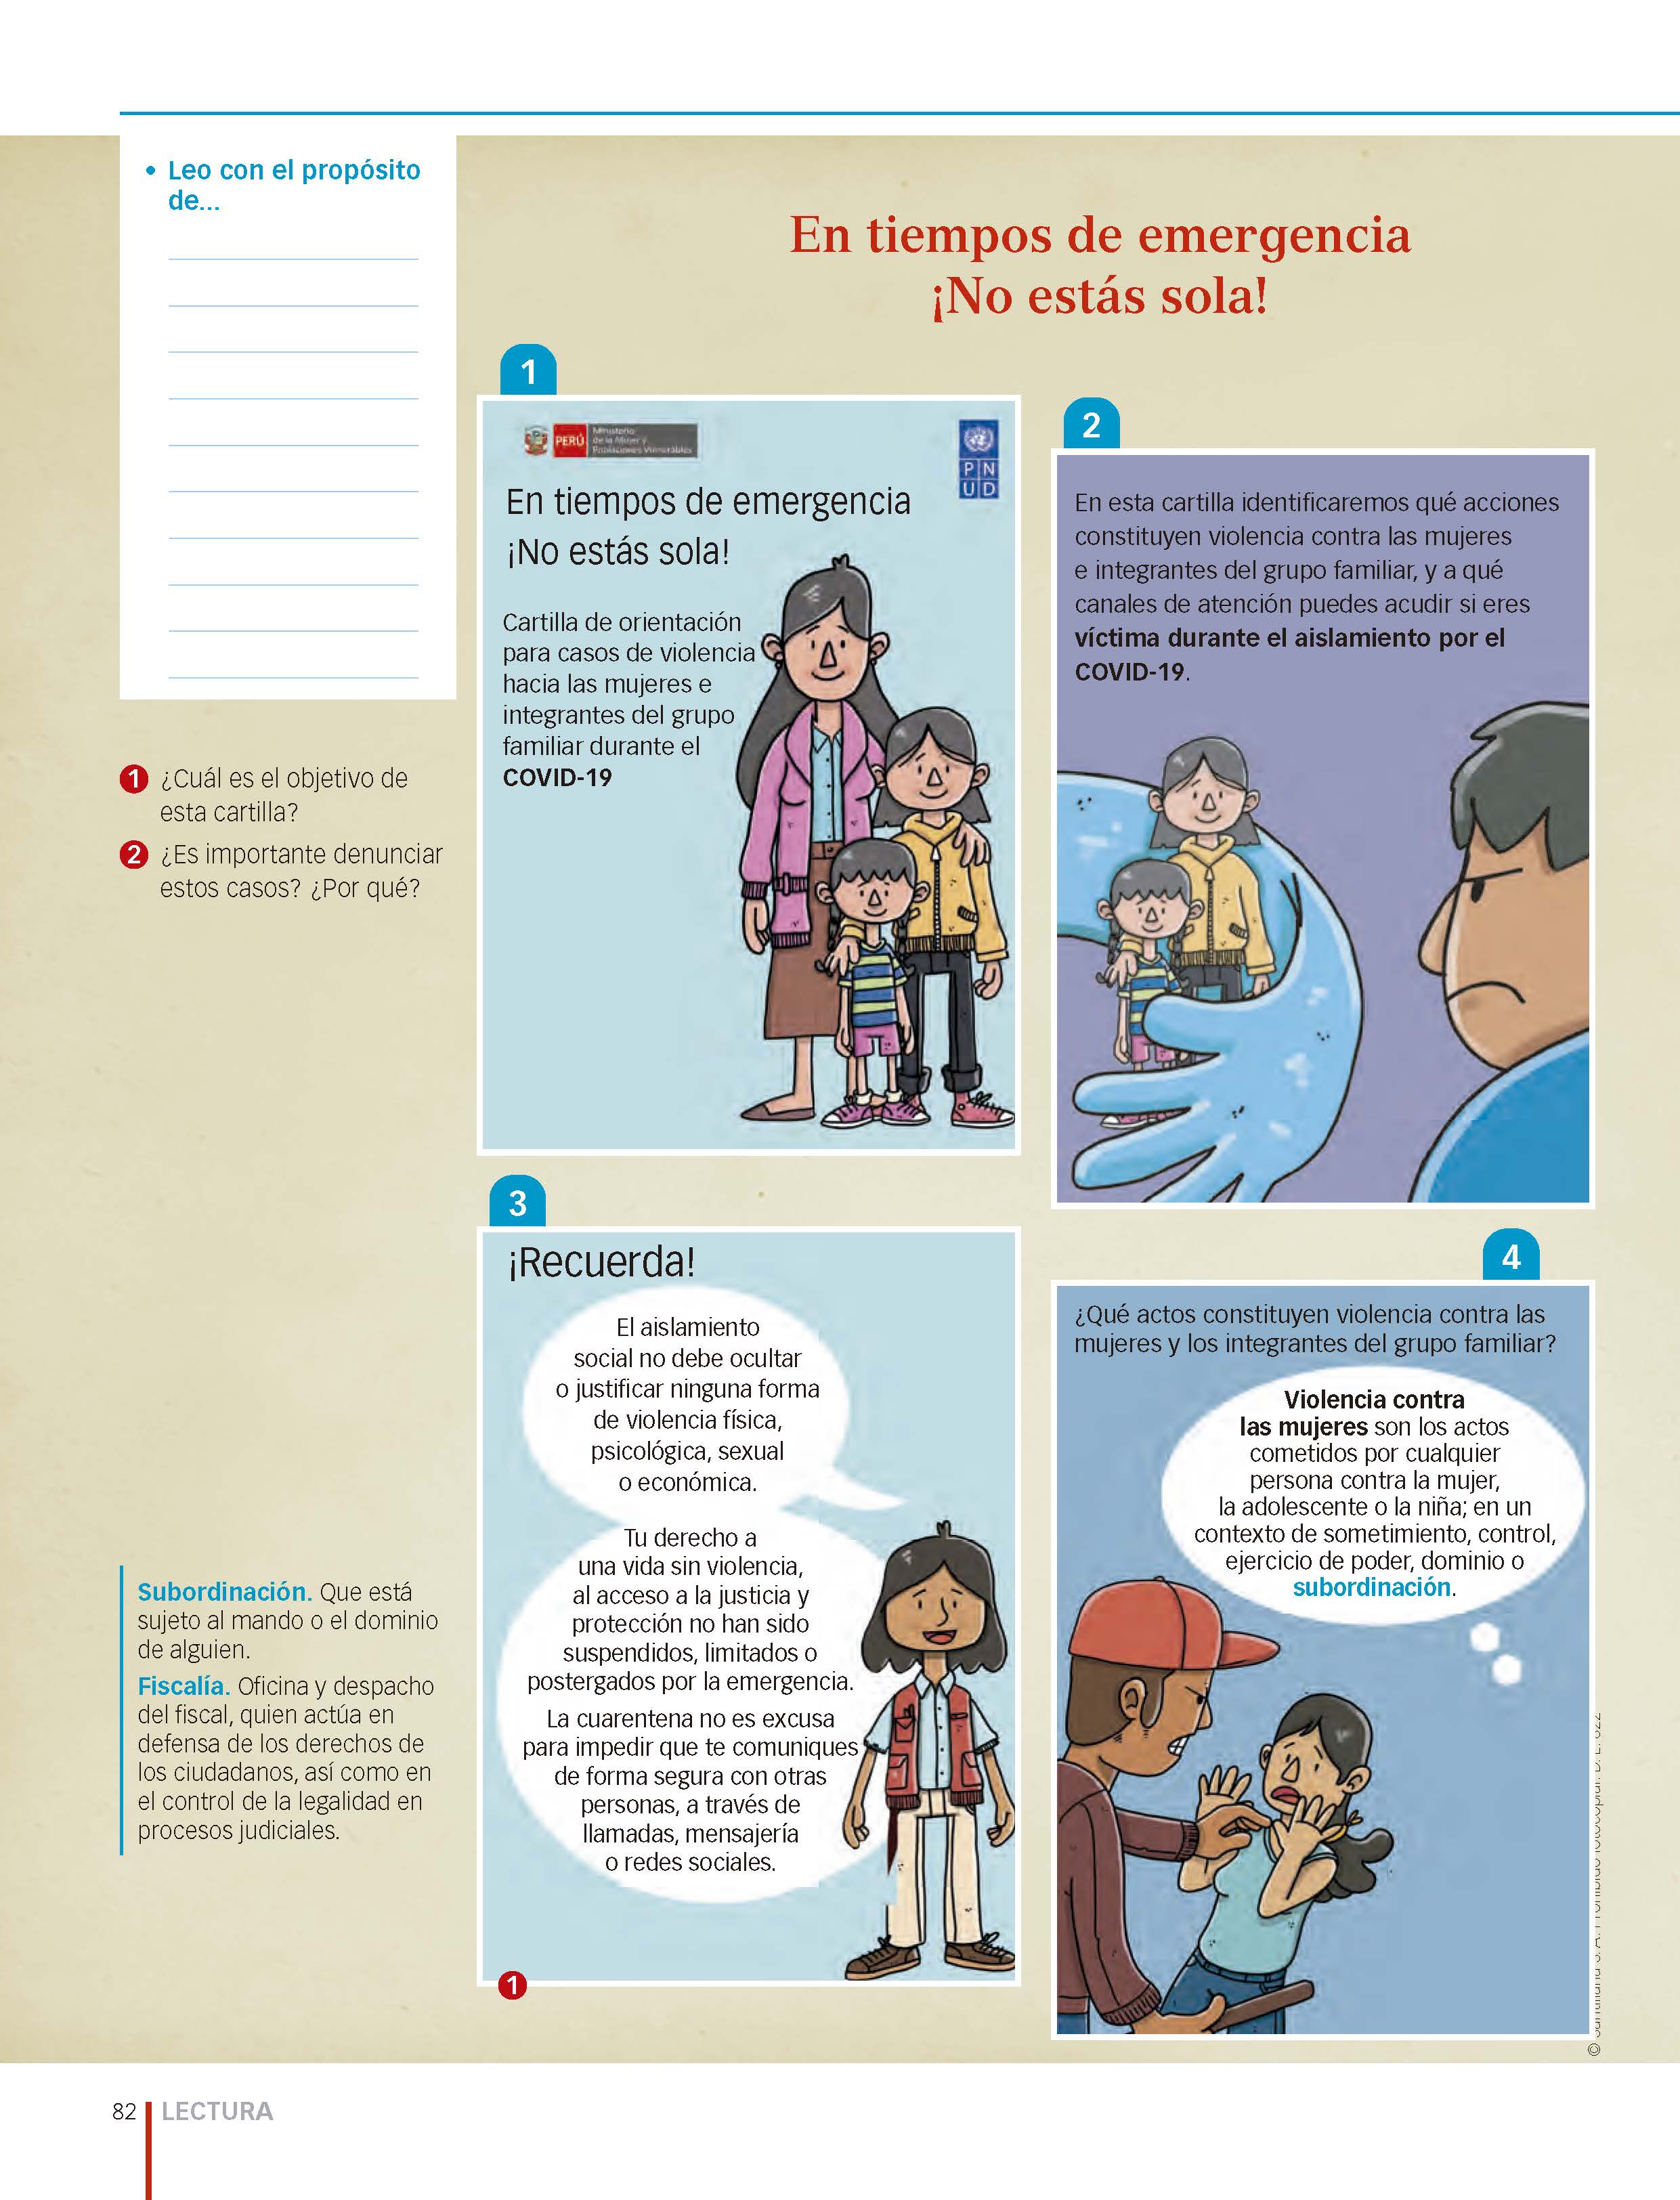 • Leo con el propósito
de...
En tiempos de emergencia
¡No estás sola!
1 ¿Cuál es el objetivo de
esta cartilla?
2 ¿Es importante denunciar
estos casos? ¿Por qué?
1
PERÚ
Ministerio
de la Mujer y
Poblaciones Vulnerables
P N
U D
En tiempos de emergencia
¡No estás sola!
Cartilla de orientación
para casos de violencia
hacia las mujeres e
integrantes del grupo
familiar durante el
COVID-19
2
En esta cartilla identificaremos qué acciones
constituyen violencia contra las mujeres
e integrantes del grupo familiar, y a qué
canales de atención puedes acudir si eres
víctima durante el aislamiento por el
COVID-19.
3
¡Recuerda!
El aislamiento
social no debe ocultar
o justificar ninguna forma
de violencia física,
psicológica, sexual
o económica.
Tu derecho a
una vida sin violencia,
al acceso a la justicia y
protección no han sido
suspendidos, limitados o
postergados por la emergencia.
La cuarentena no es excusa
para impedir que te comuniques
de forma segura con otras
personas, a través de
llamadas, mensajería
o redes sociales.
1
4
¿Qué actos constituyen violencia contra las
mujeres y los integrantes del grupo familiar?
Violencia contra
las mujeres son los actos
cometidos por cualquier
persona contra la mujer,
la adolescente o la niña; en un
contexto de sometimiento, control,
ejercicio de poder, dominio o
subordinación.
Subordinación. Que está
sujeto al mando o el dominio
de alguien.
Fiscalía. Oficina y despacho
del fiscal, quien actúa en
defensa de los derechos de
los ciudadanos, así como en
el control de la legalidad en
procesos judiciales.
© Santillana S. A. Prohibido fotocopiar. D. L. 822
82 LECTURA